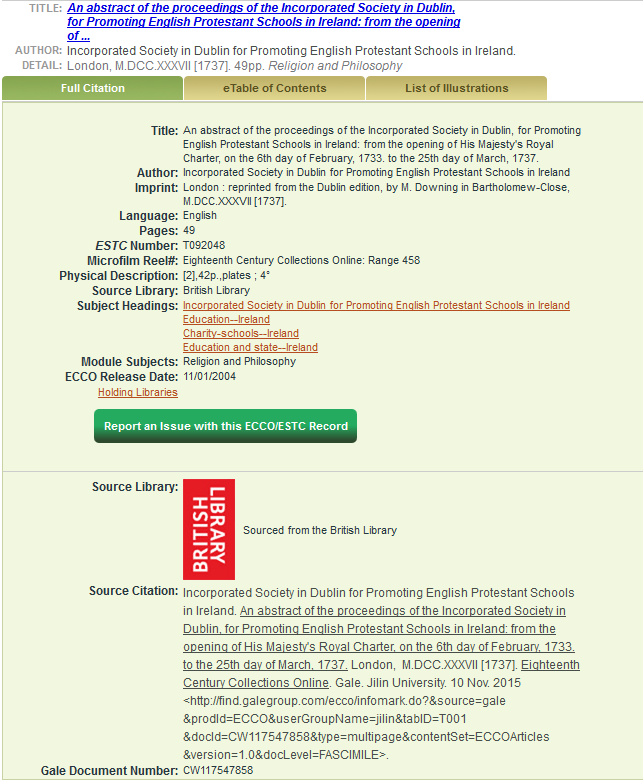 TITLE: An abstract of the proceedings of the Incorporated Society in Dublin,
for Promoting English Protestant Schools in Ireland: from the opening
of ...
AUTHOR: Incorporated Society in Dublin for Promoting English Protestant Schools in Ireland.
DETAIL: London, M.DCC.XXXVII [1737]. 49pp. Religion and Philosophy
Full Citation eTable of Contents List of Illustrations
Title: An abstract of the proceedings of the Incorporated Society in Dublin, for Promoting
English Protestant Schools in Ireland: from the opening of His Majesty's Royal
Charter, on the 6th day of February, 1733. to the 25th day of March, 1737.
Author: Incorporated Society in Dublin for Promoting English Protestant Schools in Ireland
Imprint: London : reprinted from the Dublin edition, by M. Downing in Bartholomew-Close,
M.DCC.XXXVII [1737].
Language: English
Pages: 49
ESTC Number: T092048
Microfilm Reel#: Eighteenth Century Collections Online: Range 458
Physical Description: [2],42p.,plates ; 4°
Source Library: British Library
Subject Headings: Incorporated Society in Dublin for Promoting English Protestant Schools in Ireland
Education--Ireland
Charity-schools--Ireland
Education and state--Ireland
Module Subjects: Religion and Philosophy
ECCO Release Date: 11/01/2004
Holding Libraries
Report an Issue with this ECCO/ESTC Record
Source Library:
BRITISH
LIBRARY
Sourced from the British Library
Source Citation: Incorporated Society in Dublin for Promoting English Protestant Schools
in Ireland. An abstract of the proceedings of the Incorporated Society in
Dublin, for Promoting English Protestant Schools in Ireland: from the
opening of His Majesty's Royal Charter, on the 6th day of February, 1733.
to the 25th day of March, 1737. London, M.DCC.XXXVII [1737]. Eighteenth
Century Collections Online. Gale. Jilin University. 10 Nov. 2015
<http://find.galegroup.com/ecco/infomark.do?&source=gale
&prodId=ECCO&userGroupName=jilin&tabID=T001
&docId=CW117547858&type=multipage&contentSet=ECCOArticles
&version=1.0&docLevel=FASCIMILE>.
Gale Document Number: CW117547858